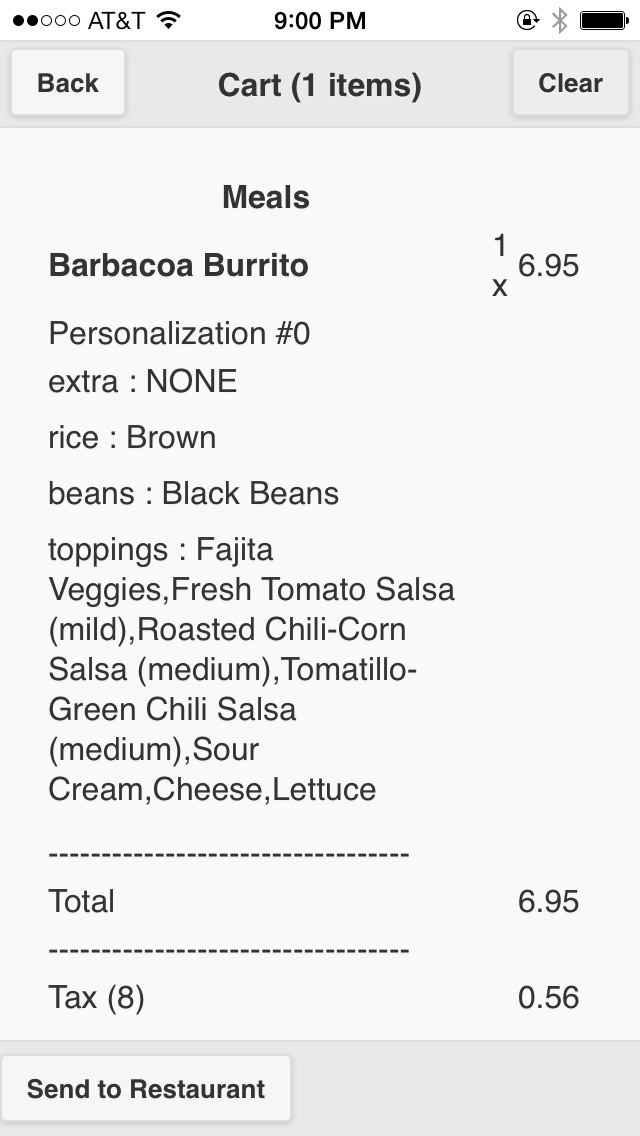 AT&T 9:00 PM
Back Cart (1 items) Clear
Meals
Barbacoa Burrito 1 x 6.95
Personalization #0
extra : NONE
rice : Brown
beans : Black Beans
toppings : Fajita
Veggies,Fresh Tomato Salsa
(mild),Roasted Chili-Corn
Salsa (medium),Tomatillo-
Green Chili Salsa
(medium),Sour
Cream,Cheese,Lettuce
----------------------------------
Total 6.95
----------------------------------
Tax (8) 0.56
Send to Restaurant